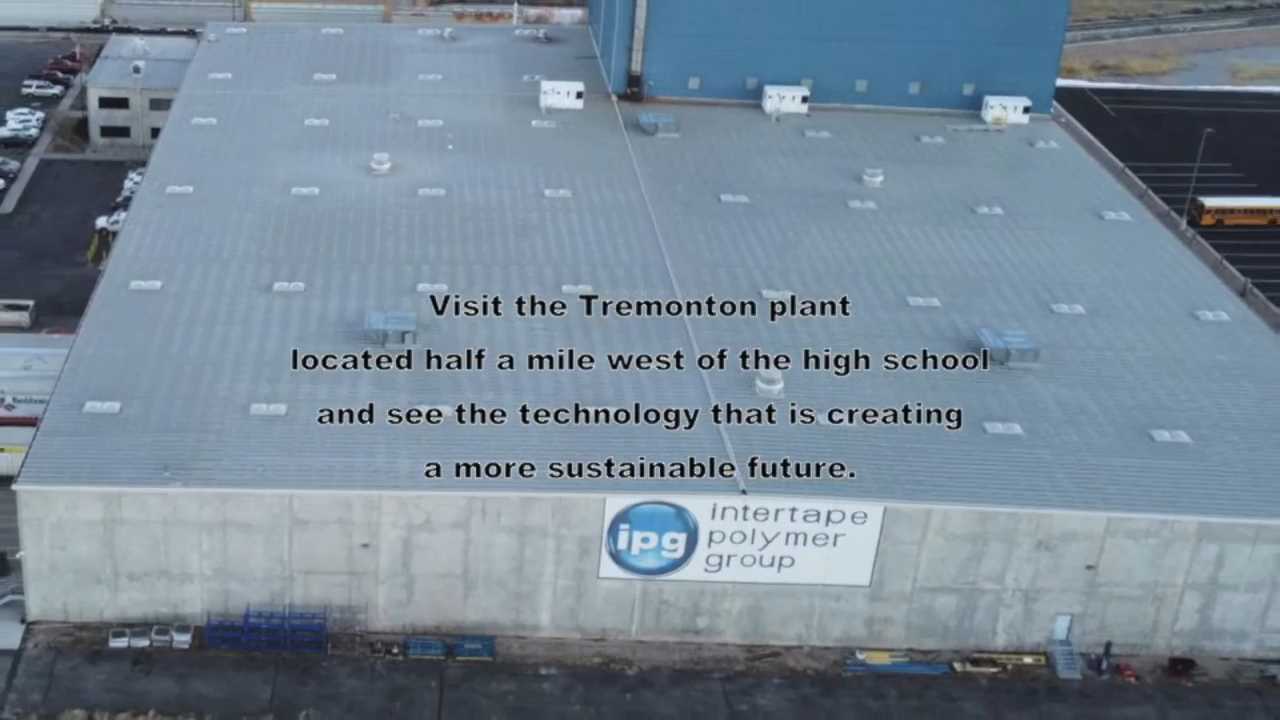 Visit the Tremonton plant
located half a mile west of the high school
and see the technology that is creating
a more sustainable future.
ipg
intertape
polymer
group